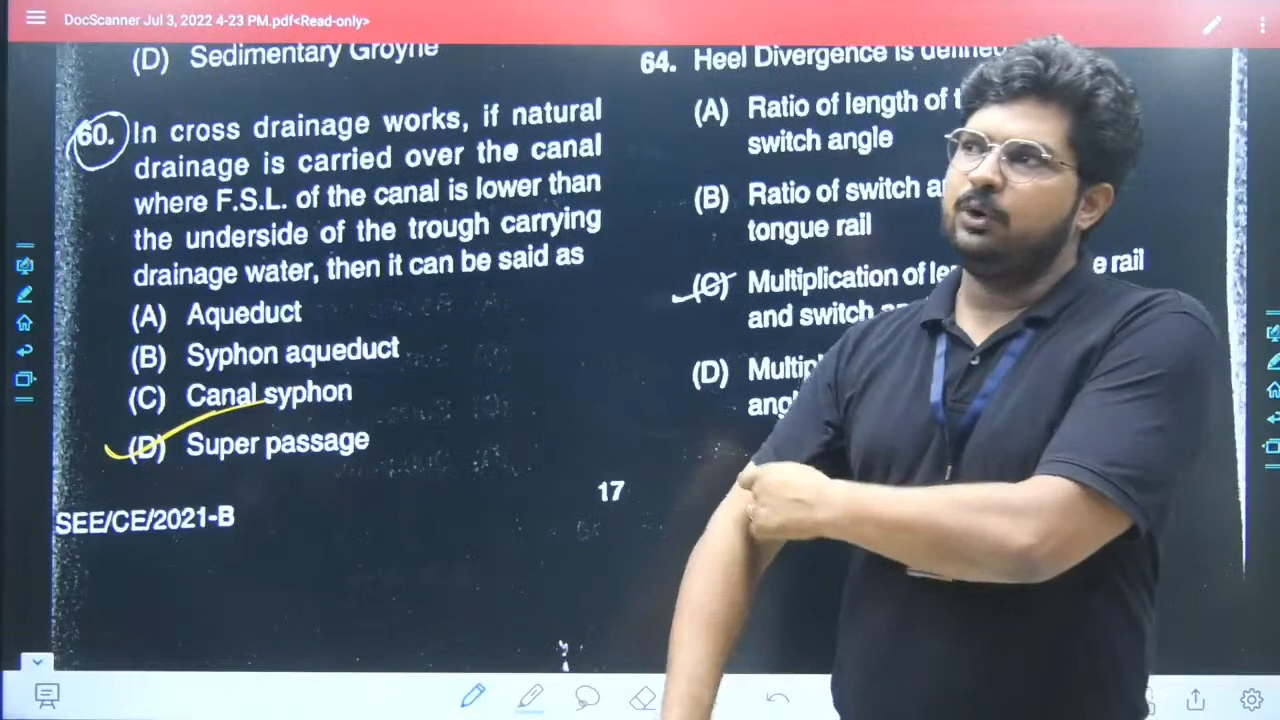 DocScanner Jul 3, 2022 4-23 PM.pdf<Read-only>
(D) Sedimentary Groyne
60. In cross drainage works, if natural
drainage is carried over the canal
where F.S.L. of the canal is lower than
the underside of the trough carrying
drainage water, then it can be said as
(A) Aqueduct
(B) Syphon aqueduct
(C) Canal syphon
(D) Super passage
SEE/CE/2021-B
17
64. Heel Divergence is defined
(A) Ratio of length of
switch angle
(B) Ratio of switch
tongue rail
(C) Multiplication of e rail
and switch
(D)